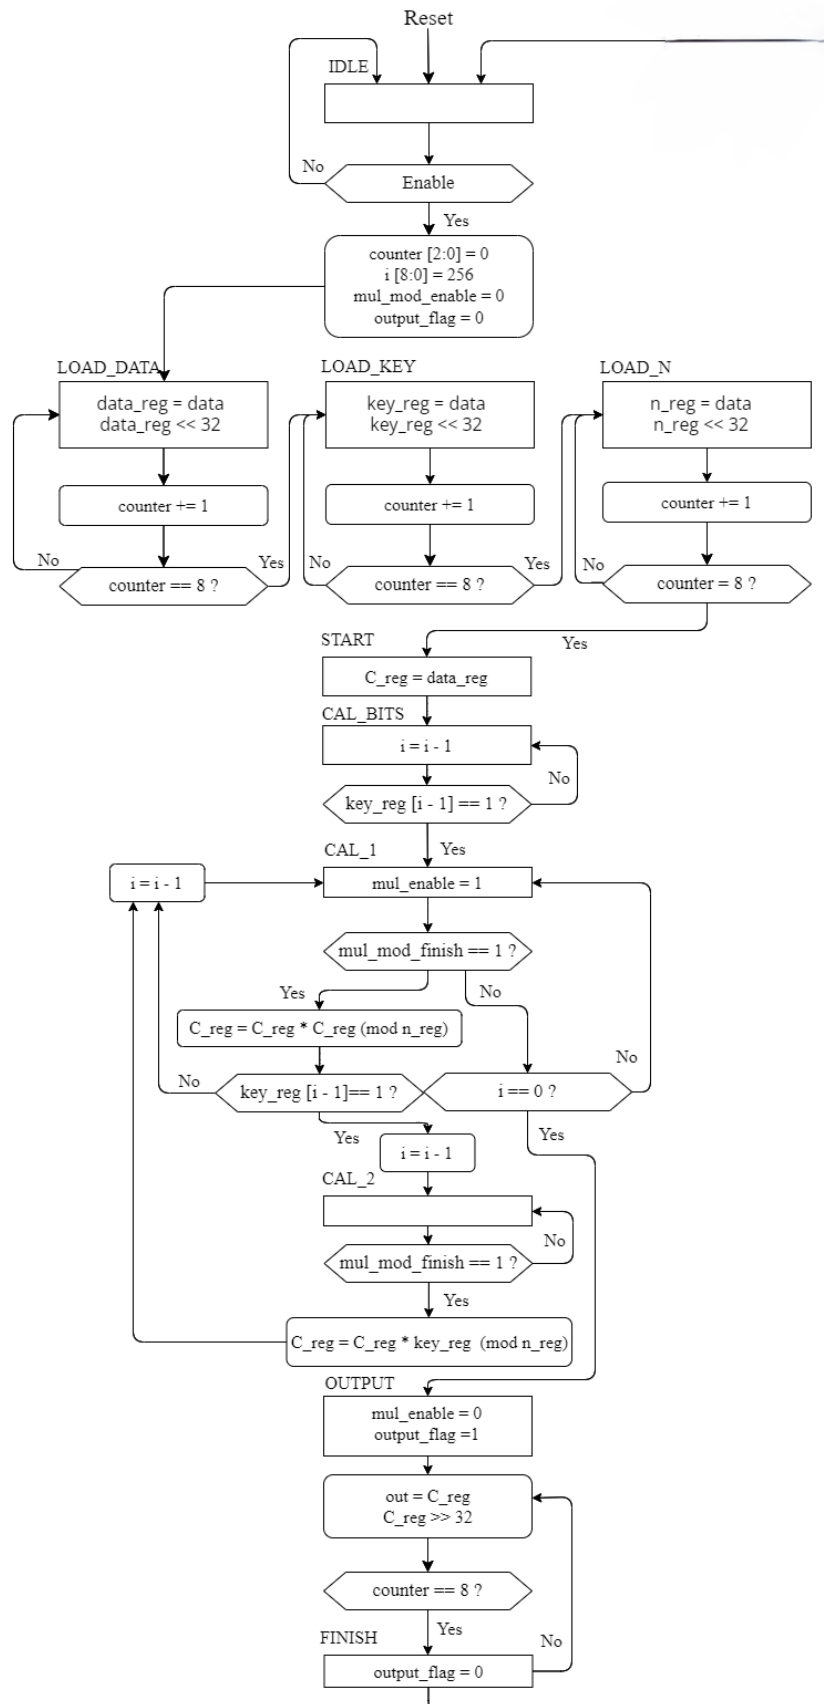 Reset
IDLE
No
Enable
Yes
counter [2:0] = 0
i [8:0] = 256
mul_mod_enable = 0
output_flag = 0
LOAD_DATA
data_reg = data
data_reg << 32
counter += 1
No
counter == 8 ?
Yes
LOAD_KEY
key_reg = data
key_reg << 32
counter += 1
No
counter == 8 ?
Yes
LOAD_N
n_reg = data
n_reg << 32
counter += 1
No
counter = 8 ?
Yes
START
C_reg = data_reg
CAL_BITS
i = i - 1
No
key_reg [i - 1] == 1 ?
Yes
CAL_1
i = i - 1
mul_enable = 1
mul_mod_finish == 1 ?
Yes
No
C_reg = C_reg * C_reg (mod n_reg)
No
key_reg [i - 1]== 1 ?
i == 0 ?
No
Yes
Yes
i = i - 1
CAL_2
No
mul_mod_finish == 1 ?
Yes
C_reg = C_reg * key_reg (mod n_reg)
OUTPUT
mul_enable = 0
output_flag =1
out = C_reg
C_reg >> 32
counter == 8 ?
Yes
No
FINISH
output_flag = 0